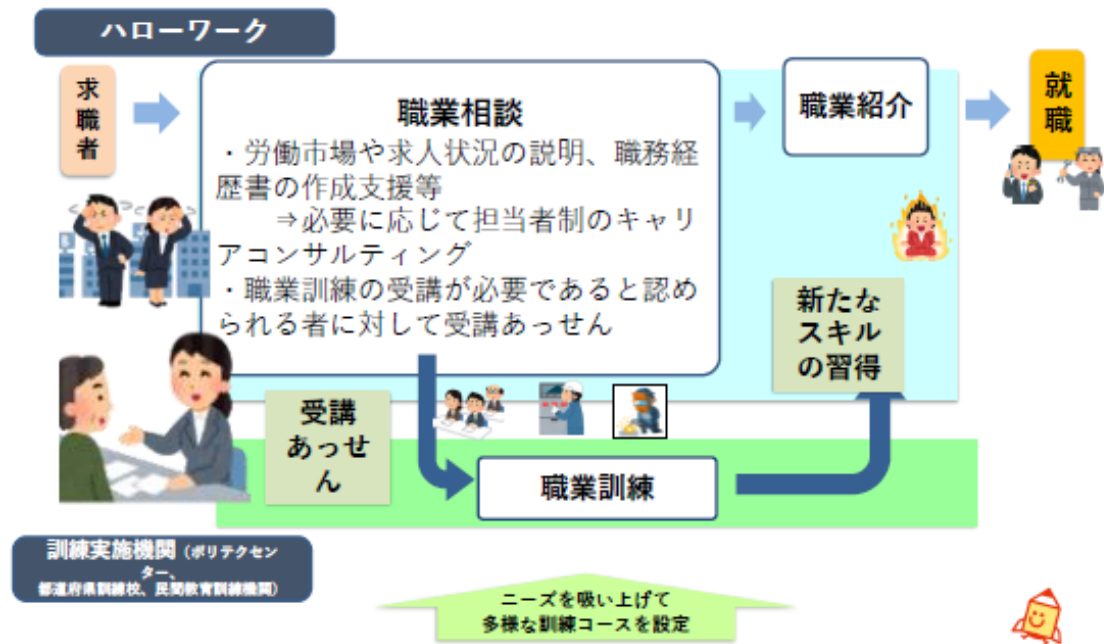 ハローワーク
求
職
者
職業相談
・労働市場や求人状況の説明、職務経
歴書の作成支援等
⇒必要に応じて担当者制のキャリ
アコンサルティング
・職業訓練の受講が必要であると認め
られる者に対して受講あっせん
職業紹介
就
職
新たな
スキル
の習得
受講
あっせ
ん
職業訓練
訓練実施機関（ポリテクセン
ター、
都道府県訓練校、民間教育訓練機関）
ニーズを吸い上げて
多様な訓練コースを設定